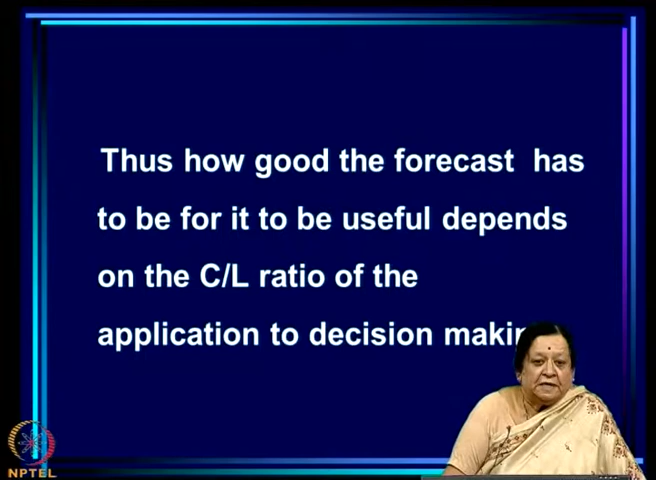 Thus how good the forecast has
to be for it to be useful depends
on the C/L ratio of the
application to decision
NPTEL